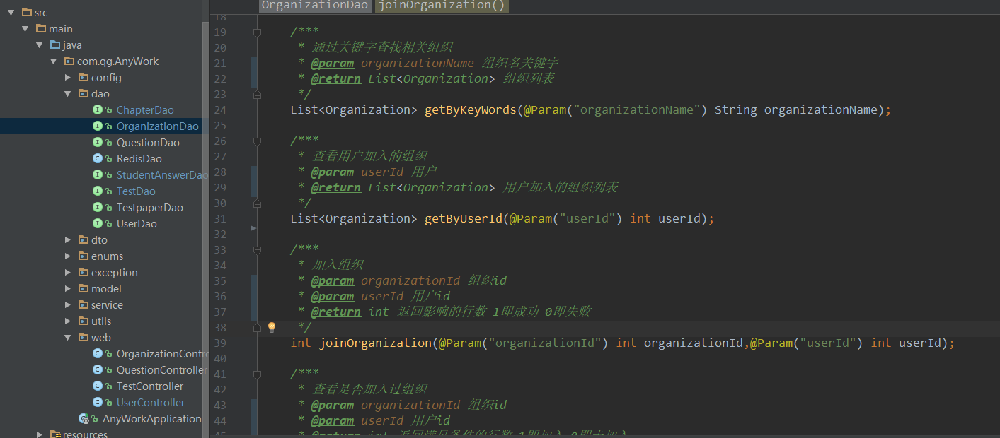 OrganizationDao joinOrganization()
src
main
java
com.qg.AnyWork
config
dao
ChapterDao
OrganizationDao
QuestionDao
RedisDao
StudentAnswerDao
TestDao
TestpaperDao
UserDao
dto
enums
exception
model
service
utils
web
OrganizationContro
QuestionController
TestController
UserController
AnyWorkApplication
resources
18
19 /***
20 * 通过关键字查找相关组织
21 * @param organizationName 组织名关键字
22 * @return List<Organization> 组织列表
23 */
24 List<Organization> getByKeyWords(@Param("organizationName") String organizationName);
25
26 /***
27 * 查看用户加入的组织
28 * @param userId 用户
29 * @return List<Organization> 用户加入的组织列表
30 */
31 List<Organization> getByUserId(@Param("userId") int userId);
32
33 /***
34 * 加入组织
35 * @param organizationId 组织id
36 * @param userId 用户id
37 * @return int 返回影响的行数 1即成功 0即失败
38 */
39 int joinOrganization(@Param("organizationId") int organizationId,@Param("userId") int userId);
40
41 /***
42 * 查看是否加入过组织
43 * @param organizationId 组织id
44 * @param userId 用户id
45 * @return int 返回满足条件的行数 1即加入 0即未加入